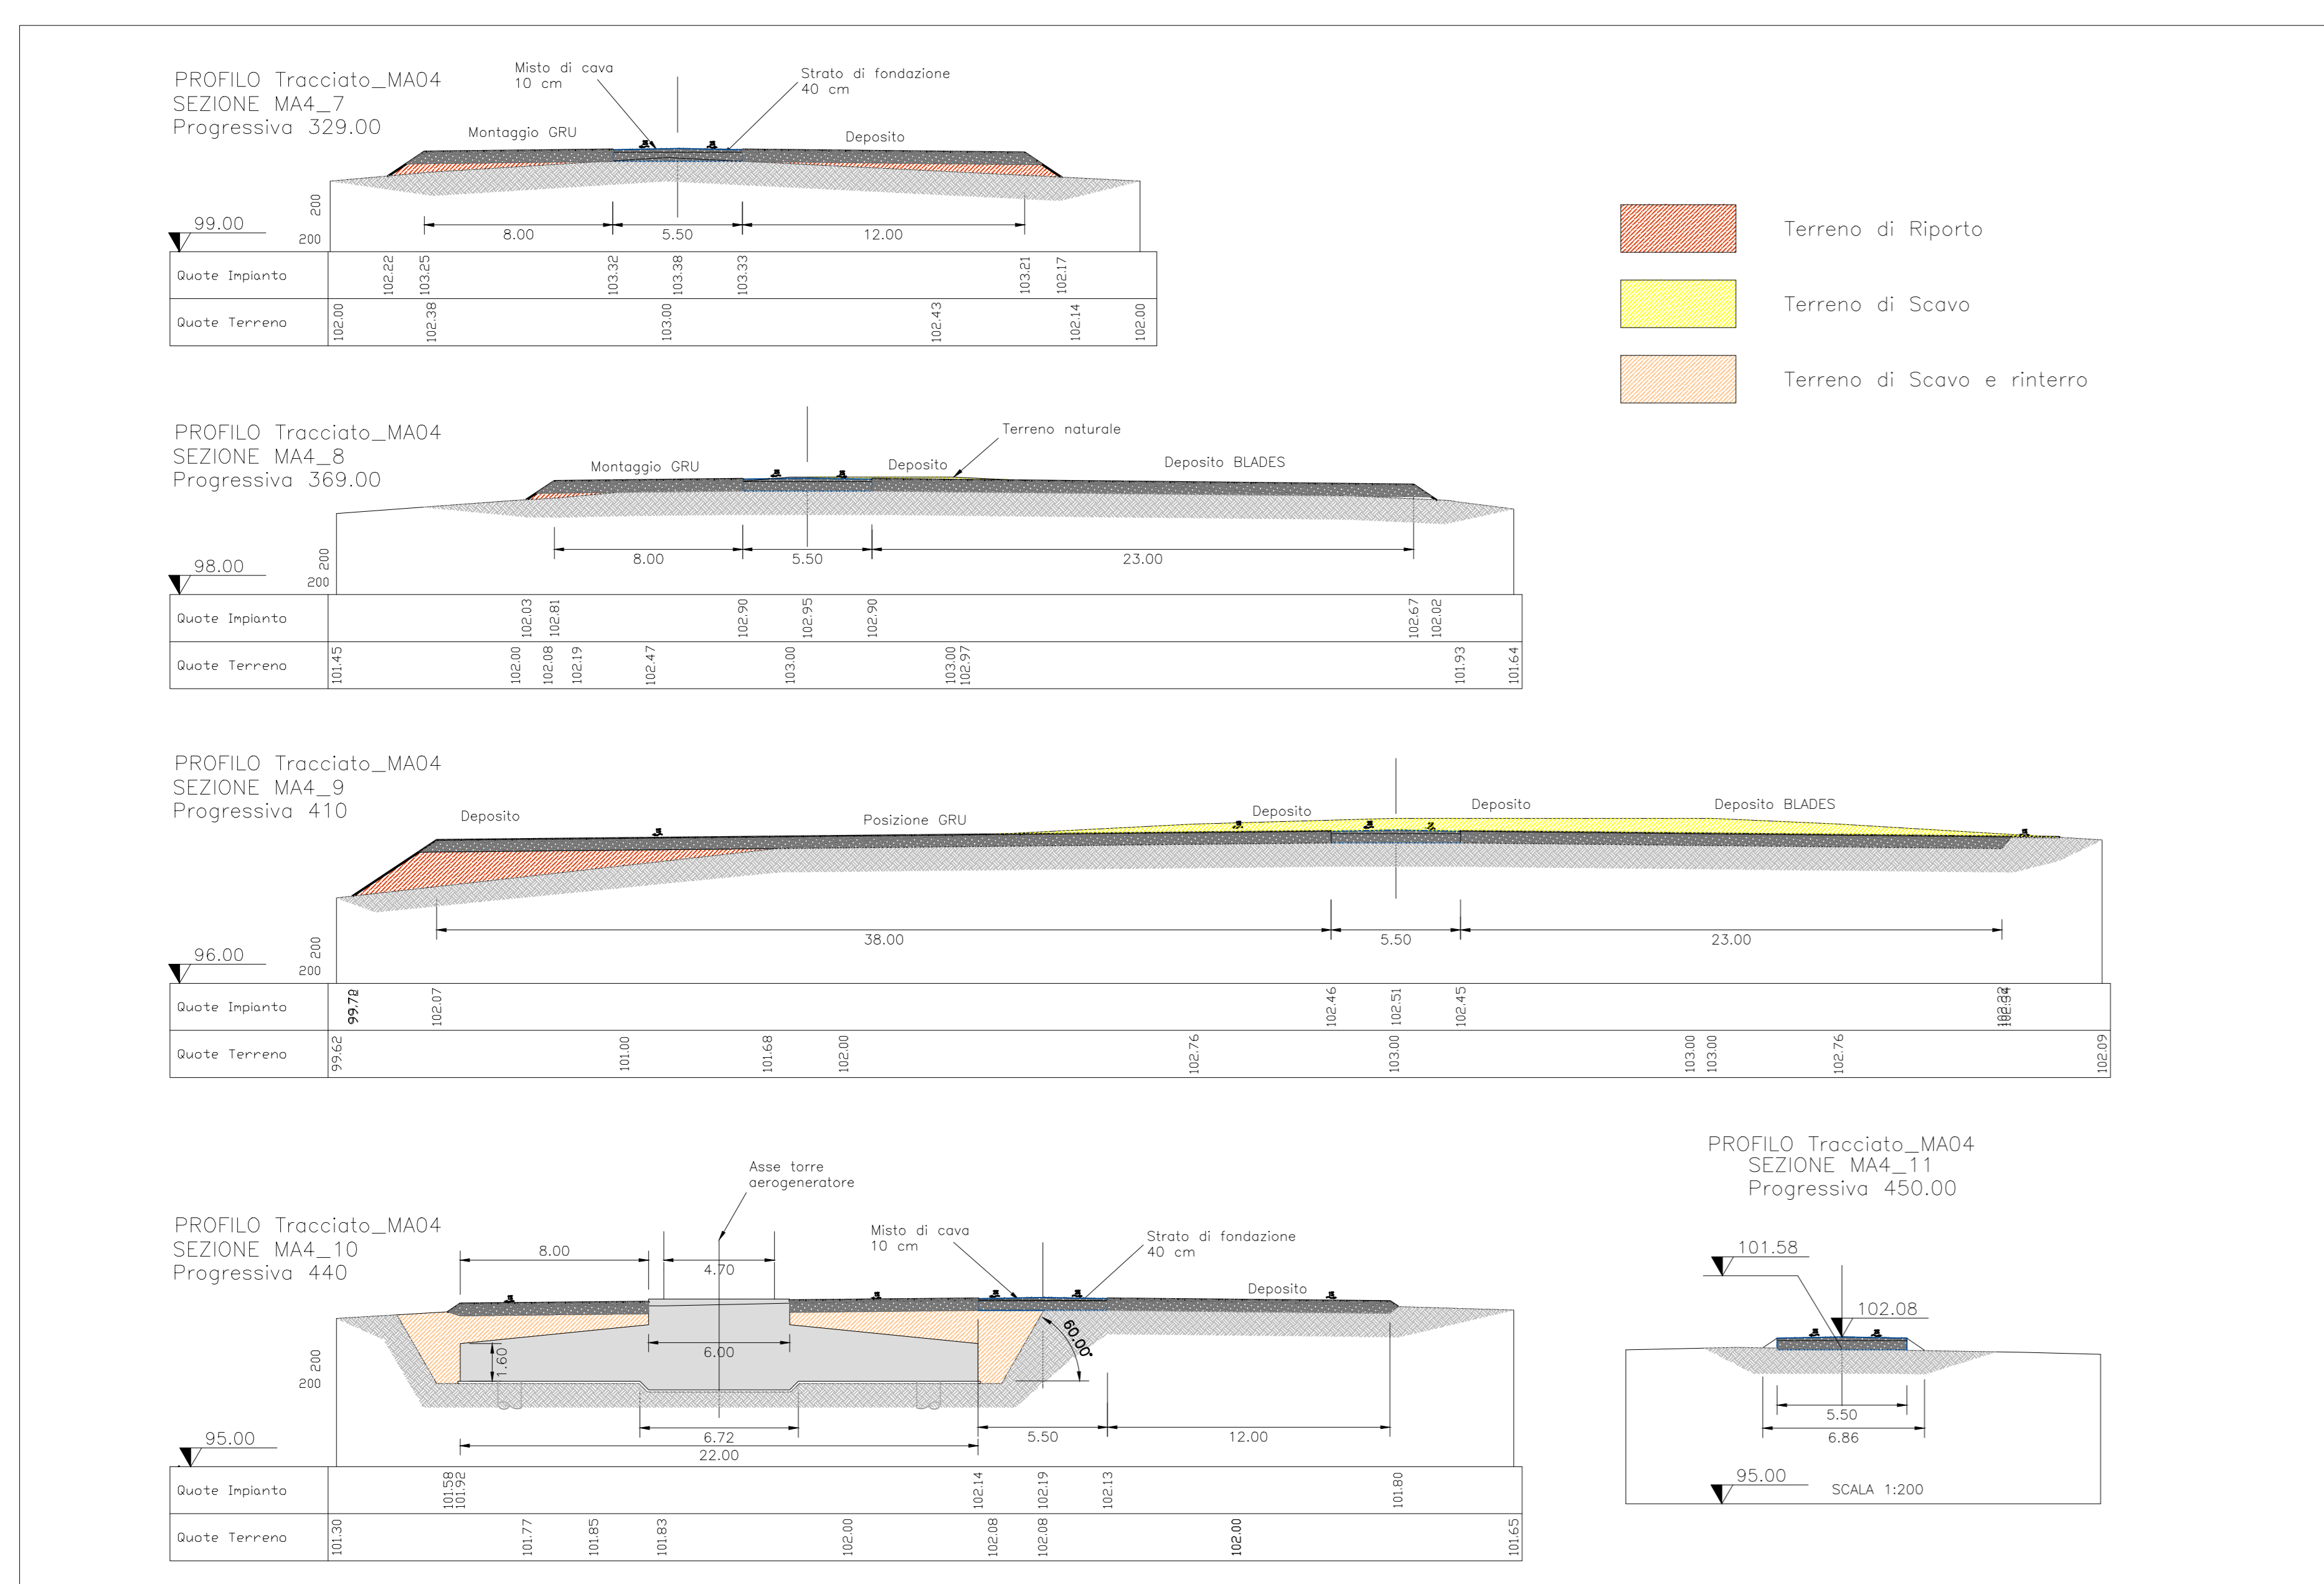 PROFILO Tracciato_MA04
SEZIONE MA4_7
Progressiva 329.00
Misto di cava
10 cm
Strato di fondazione
40 cm
Montaggio GRU
Deposito
200
200
99.00
8.00
5.50
12.00
Quote Impianto
102.22
103.25
103.32
103.38
103.33
103.21
102.17
Quote Terreno
102.00
102.38
103.00
102.43
102.14
102.00
Terreno di Riporto
Terreno di Scavo
Terreno di Scavo e rinterro
PROFILO Tracciato_MA04
SEZIONE MA4_8
Progressiva 369.00
Terreno naturale
Montaggio GRU
Deposito
Deposito BLADES
200
200
98.00
8.00
5.50
23.00
Quote Impianto
102.03
102.81
102.90
102.95
102.90
102.67
102.02
Quote Terreno
101.45
102.00
102.08
102.19
102.47
103.00
103.00
102.97
101.93
101.64
PROFILO Tracciato_MA04
SEZIONE MA4_9
Progressiva 410
Deposito
Posizione GRU
Deposito
Deposito
Deposito BLADES
200
200
96.00
38.00
5.50
23.00
Quote Impianto
102.07
102.46
102.51
102.45
Quote Terreno
99.62
101.00
101.68
102.00
102.76
103.00
103.00
103.00
102.76
102.09
PROFILO Tracciato_MA04
SEZIONE MA4_10
Progressiva 440
Asse torre
aerogeneratore
Misto di cava
10 cm
Strato di fondazione
40 cm
8.00
4.70
Deposito
6.00
1.60
60.00°
200
200
95.00
6.72
22.00
5.50
12.00
Quote Impianto
101.58
101.92
102.14
102.19
102.13
101.80
Quote Terreno
101.30
101.77
101.85
101.83
102.00
102.08
102.08
102.00
101.65
PROFILO Tracciato_MA04
SEZIONE MA4_11
Progressiva 450.00
101.58
102.08
5.50
6.86
95.00
SCALA 1:200